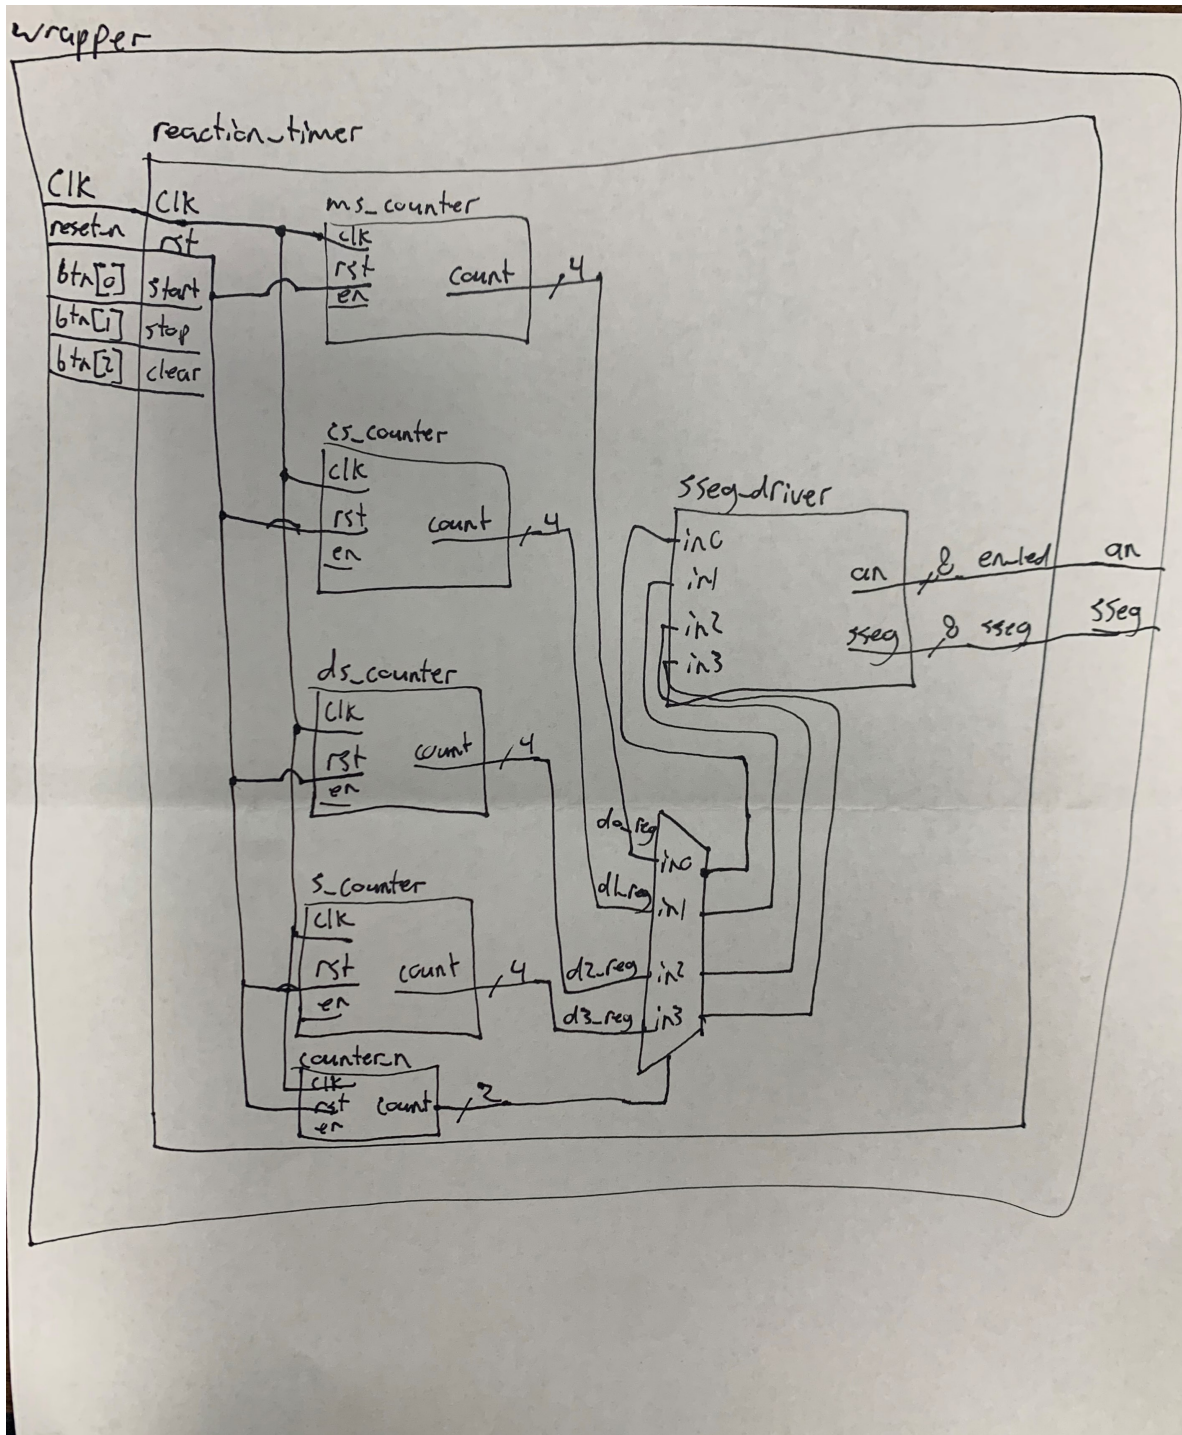 wrapper
reaction_timer
Clk
Clk
reset_n
rst
btn[0]
start
btn[1]
stop
btn[2]
clear
ms_counter
clk
rst
en
count
4
cs_counter
clk
rst
en
count
4
sseg_driver
in0
in1
in2
in3
an
8
en_led
an
sseg
8
sseg
sseg
ds_counter
Clk
rst
en
count
4
s_counter
Clk
rst
en
count
4
d0_reg
in0
d1_reg
in1
d2_reg
in2
d3_reg
in3
counter_n
clk
rst
en
count
2